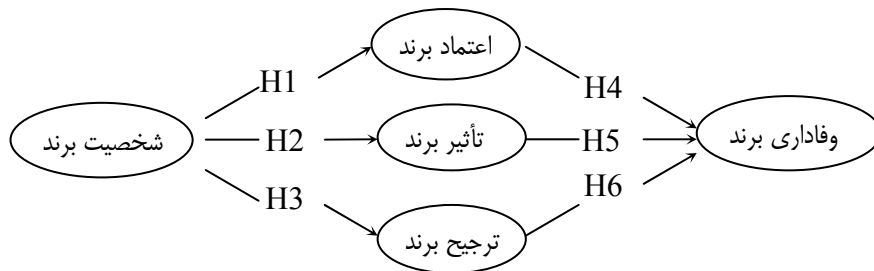 اعتماد برند
H1
H4
شخصیت برند
H2
تأثیر برند
H5
وفاداری برند
H3
H6
ترجیح برند